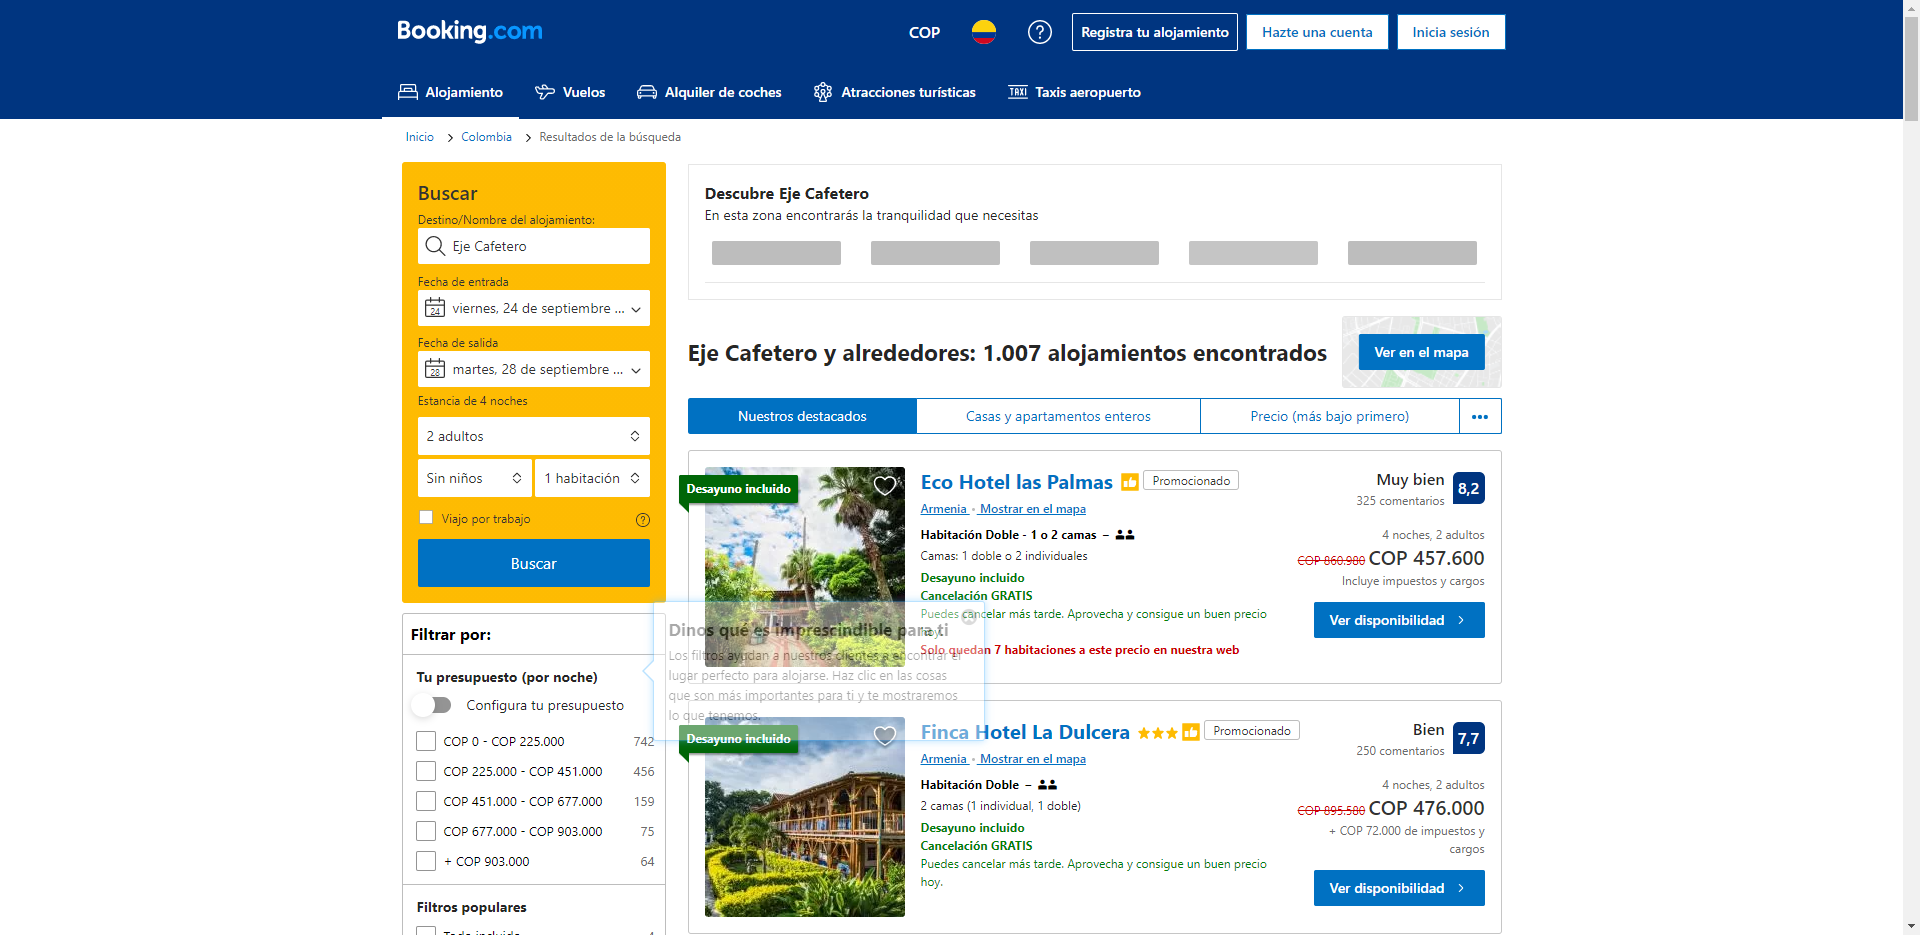 Booking.com
COP
Registra tu alojamiento
Hazte una cuenta
Inicia sesión
Alojamiento
Vuelos
Alquiler de coches
Atracciones turísticas
TAXI
Taxis aeropuerto
Inicio
Colombia
Resultados de la búsqueda
Buscar
Destino/Nombre del alojamiento:
Eje Cafetero
Fecha de entrada
24
viernes, 24 de septiembre ...
Fecha de salida
28
martes, 28 de septiembre ...
Estancia de 4 noches
2 adultos
Sin niños
1 habitación
Viajo por trabajo
Buscar
Filtrar por:
Tu presupuesto (por noche)
Configura tu presupuesto
COP 0 - COP 225.000 742
COP 225.000 - COP 451.000 456
COP 451.000 - COP 677.000 159
COP 677.000 - COP 903.000 75
+ COP 903.000 64
Filtros populares
Todo incluido 4
Dinos qué es imprescindible para ti
Los filtros ayudan a nuestros clientes a encontrar el
lugar perfecto para alojarse. Haz clic en las cosas
que son más importantes para ti y te mostraremos
lo que tenemos.
Descubre Eje Cafetero
En esta zona encontrarás la tranquilidad que necesitas
Eje Cafetero y alrededores: 1.007 alojamientos encontrados
Ver en el mapa
Nuestros destacados
Casas y apartamentos enteros
Precio (más bajo primero)
Desayuno incluido
Eco Hotel las Palmas
Promocionado
Armenia • Mostrar en el mapa
Habitación Doble - 1 o 2 camas –
Camas: 1 doble o 2 individuales
Desayuno incluido
Cancelación GRATIS
Puedes cancelar más tarde. Aprovecha y consigue un buen precio
hoy.
Solo quedan 7 habitaciones a este precio en nuestra web
Muy bien
325 comentarios
8,2
4 noches, 2 adultos
COP 860.980 COP 457.600
Incluye impuestos y cargos
Ver disponibilidad
Desayuno incluido
Finca Hotel La Dulcera
Promocionado
Armenia • Mostrar en el mapa
Habitación Doble –
2 camas (1 individual, 1 doble)
Desayuno incluido
Cancelación GRATIS
Puedes cancelar más tarde. Aprovecha y consigue un buen precio
hoy.
Bien
250 comentarios
7,7
4 noches, 2 adultos
COP 895.580 COP 476.000
+ COP 72.000 de impuestos y
cargos
Ver disponibilidad